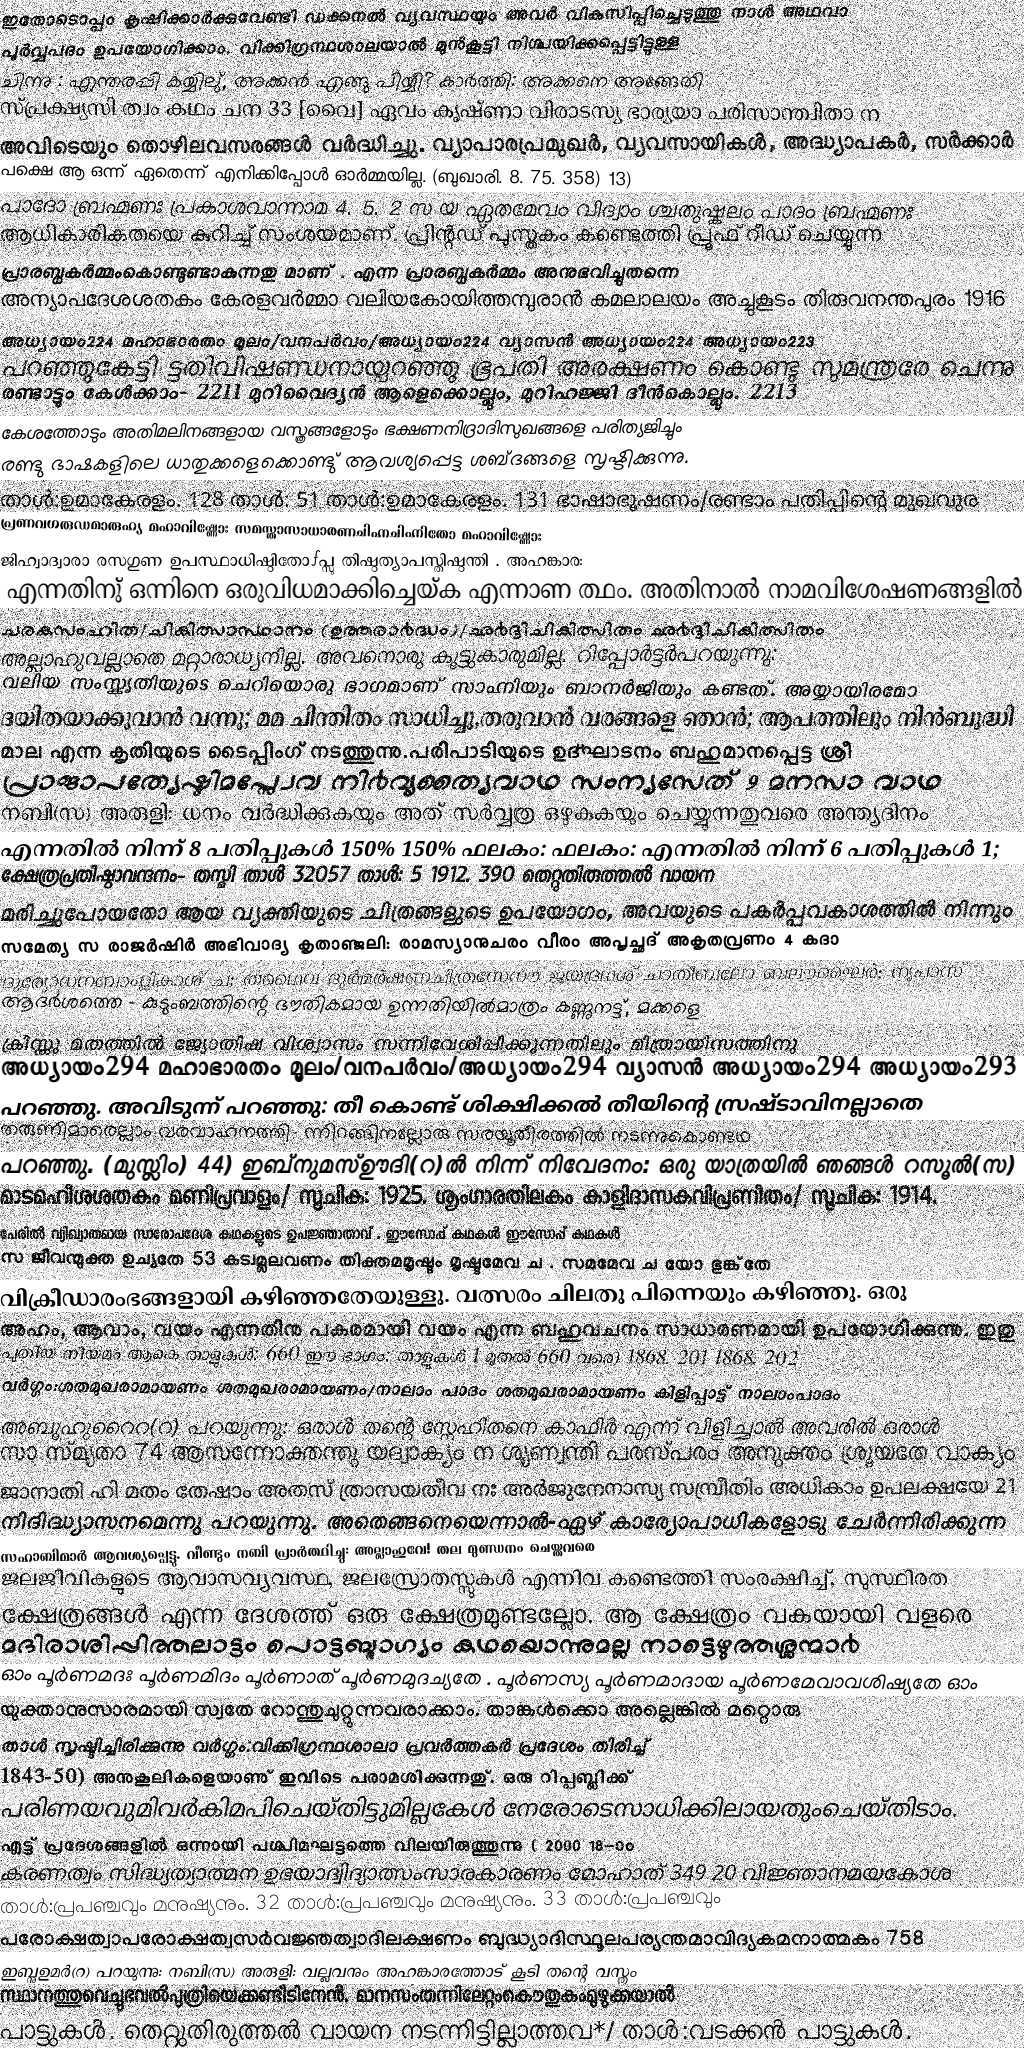 ഇതോടൊപ്പം കൃഷിക്കാർക്കുവേണ്ടി ഡക്കനൽ വ്യവസ്ഥയും അവർ വികസിപ്പിച്ചെടുത്തു നാൾ അഥവാ
പൂർവ്വപദം ഉപയോഗിക്കാം. വിക്കിഗ്രന്ഥശാലയാൽ മുൻകൂട്ടി നിശ്ചയിക്കപ്പെട്ടിട്ടുള്ള
ചിന്നു : എന്തരപ്പി കയ്യില്, അക്കൻ എങ്ങു പീയ്യീ? കാർത്തി: അക്കനെ അങ്ങേതി
സ്പ്രക്ഷ്യസി ത്വം കഥം ചന 33 [വൈ] ഏവം കൃഷ്ണാ വിരാടസ്യ ഭാര്യയാ പരിസാന്ത്വിതാ ന
അവിടെയും തൊഴിലവസരങ്ങൾ വർദ്ധിച്ചു. വ്യാപാരപ്രമുഖർ, വ്യവസായികൾ, അദ്ധ്യാപകർ, സർക്കാർ
പക്ഷെ ആ ഒന്ന് ഏതെന്ന് എനിക്കിപ്പോൾ ഓർമ്മയില്ല. (ബുഖാരി. 8. 75. 358) 13)
പാദോ ബ്രഹ്മണഃ പ്രകാശവാന്നാമ 4. 5. 2 സ യ ഏതമേവം വിദ്വാം ശ്ചതുഷ്കലം പാദം ബ്രഹ്മണഃ
ആധികാരികതയെ കുറിച്ച് സംശയമാണ്. പ്രിന്റഡ് പുസ്തകം കണ്ടെത്തി പ്രൂഫ് റീഡ് ചെയ്യുന്ന
പ്രാരബ്ധകർമ്മംകൊണ്ടുണ്ടാകുന്നതു മാണ് . എന്ന പ്രാരബ്ധകർമ്മം അനുഭവിച്ചുതന്നെ
അന്യാപദേശശതകം കേരളവർമ്മാ വലിയകോയിത്തമ്പുരാൻ കമലാലയം അച്ചുകൂടം തിരുവനന്തപുരം 1916
അധ്യായം224 മഹാഭാരതം മൂലം/വനപർവം/അധ്യായം224 വ്യാസൻ അധ്യായം224 അധ്യായം223
പറഞ്ഞുകേട്ടി ട്ടതിവിഷണ്ഡനായ്പറഞ്ഞു ഭൂപതി അരക്ഷണം കൊണ്ടു സുമന്ത്രരേ ചെന്നു
രണ്ടാട്ടും കേൾക്കാം- 2211 മുറിവൈദ്യൻ ആളെക്കൊല്ലും, മുറിഹജ്ജി ദീൻകൊല്ലും. 2213
കേശത്തോടും അതിമലിനങ്ങളായ വസ്ത്രങ്ങളോടും ഭക്ഷണനിദ്രാദിസുഖങ്ങളെ പരിത്യജിച്ചും
രണ്ടു ഭാഷകളിലെ ധാതുക്കളെക്കൊണ്ടു് ആവശ്യപ്പെട്ട ശബ്ദങ്ങളെ സൃഷ്ടിക്കുന്നു.
താൾ:ഉമാകേരളം. 128 താൾ: 51 താൾ:ഉമാകേരളം. 131 ഭാഷാഭൂഷണം/രണ്ടാം പതിപ്പിന്റെ മുഖവുര
പ്രണവഗരുഡമാരുഹ്യ മഹാവിഷ്ണോഃ സമസ്താസാധാരണചിഹ്നചിഹ്നിതോ മഹാവിഷ്ണോഃ
ജിഹ്വാദ്വാരാ രസഗുണ ഉപസ്ഥാധിഷ്ഠിതോഽപ്സു തിഷ്ഠത്യാപസ്തിഷ്ഠന്തി . അഹങ്കാരഃ
എന്നതിനു് ഒന്നിനെ ഒരുവിധമാക്കിച്ചെയ്ക എന്നാണ ത്ഥം. അതിനാൽ നാമവിശേഷണങ്ങളിൽ
ചരകസംഹിത/ചികിത്സാസ്ഥാനം (ഉത്തരാർദ്ധം)/ഛർദ്ദിചികിത്സിതം ഛർദ്ദിചികിത്സിതം
അല്ലാഹുവല്ലാതെ മറ്റാരാധ്യനില്ല. അവനൊരു കൂട്ടുകാരുമില്ല. റിപ്പോർട്ടർപറയുന്നു:
വലിയ സംസ്കൃതിയുടെ ചെറിയൊരു ഭാഗമാണ് സാഹ്നിയും ബാനർജിയും കണ്ടത്. അയ്യായിരമോ
ദയിതയാക്കുവാൻ വന്നു; മമ ചിന്തിതം സാധിച്ചു,തരുവാൻ വരങ്ങളെ ഞാൻ; ആപത്തിലും നിൻബുദ്ധി
മാല എന്ന കൃതിയുടെ ടൈപ്പിംഗ് നടത്തുന്നു.പരിപാടിയുടെ ഉദ്ഘാടനം ബഹുമാനപ്പെട്ട ശ്രീ
പ്രാജാപത്യേഷ്ടിമപ്സ്വേവ നിർവൃത്തൈവാഥ സംന്യസേത് 9 മനസാ വാഥ
നബി(സ) അരുളി: ധനം വർദ്ധിക്കുകയും അത് സർവ്വത്ര ഒഴുകുകയും ചെയ്യുന്നതുവരെ അന്ത്യദിനം
എന്നതിൽ നിന്ന് 8 പതിപ്പുകൾ 150% 150% ഫലകം: ഫലകം: എന്നതിൽ നിന്ന് 6 പതിപ്പുകൾ 1;
ക്ഷേത്രപ്രതിഷ്ഠാവന്ദനം- തസ്നി താൾ 32057 താൾ: 5 1912. 390 തെറ്റുതിരുത്തൽ വായന
മരിച്ചുപോയതോ ആയ വ്യക്തിയുടെ ചിത്രങ്ങളുടെ ഉപയോഗം, അവയുടെ പകർപ്പവകാശത്തിൽ നിന്നും
സമേത്യ സ രാജർഷിർ അഭിവാദ്യ കൃതാഞ്ജലി: രാമസ്യാനുചരം വീരം അപൃച്ഛദ് അകൃതവ്രണം 4 കദാ
ആദർശത്തെ - കുടുംബത്തിന്റെ ഭൗതികമായ ഉന്നതിയിൽമാത്രം കണ്ണുനട്ട്, മക്കളെ
ക്രിസ്തു മതത്തിൽ ജ്യോതിഷ വിശ്വാസം സന്നിവേശിപ്പിക്കുന്നതിലും മിത്രായിസത്തിനു
അധ്യായം294 മഹാഭാരതം മൂലം/വനപർവം/അധ്യായം294 വ്യാസൻ അധ്യായം294 അധ്യായം293
പറഞ്ഞു. അവിടുന്ന് പറഞ്ഞു: തീ കൊണ്ട് ശിക്ഷിക്കൽ തീയിന്റെ സ്രഷ്ടാവിനല്ലാതെ
തരുണിമാരെല്ലാം വരവാഹനത്തി- ന്നിറങ്ങിനല്ലോരു സരയൂതീരത്തിൽ നടന്നുകൊണ്ടഥ
പറഞ്ഞു. (മുസ്ലിം) 44) ഇബ്നുമസ്ഊദി(റ)ൽ നിന്ന് നിവേദനം: ഒരു യാത്രയിൽ ഞങ്ങൾ റസൂൽ(സ)
മാടമഹീശശതകം മണിപ്രവാളം/ സൂചിക: 1925. ശൃംഗാരതിലകം കാളിദാസകവിപ്രണീതം/ സൂചിക: 1914.
പേരിൽ വിഖ്യാതമായ സാരോപദേശ കഥകളുടെ ഉപജ്ഞാതാവ് . ഈസോപ്പ് കഥകൾ ഈസോപ്പ് കഥകൾ
സ ജീവന്മുക്ത ഉച്യതേ 53 കട്വമ്ലലവണം തിക്തമമൃഷ്ടം മൃഷ്ടമേവ ച . സമമേവ ച യോ ഭുങ്ക്തേ
വിക്രീഡാരംഭങ്ങളായി കഴിഞ്ഞതേയുള്ളു. വത്സരം ചിലതു പിന്നെയും കഴിഞ്ഞു. ഒരു
അഹം, ആവാം, വയം എന്നതിനു പകരമായി വയം എന്ന ബഹുവചനം സാധാരണമായി ഉപയോഗിക്കുന്നു. ഇതു
പുതിയ നിയമം ആകെ താളുകൾ: 660 ഈ ഭാഗം: താളുകൾ 1 മുതൽ 660 വരെ) 1868. 201 1868. 202
വർഗ്ഗം:ശതമുഖരാമായണം ശതമുഖരാമായണം/നാലാം പാദം ശതമുഖരാമായണം കിളിപ്പാട്ട് നാലാംപാദം
അബൂഹുറൈറ(റ) പറയുന്നു: ഒരാൾ തന്റെ സ്നേഹിതനെ കാഫിർ എന്ന് വിളിച്ചാൽ അവരിൽ ഒരാൾ
സാ സ്മൃതാ 74 ആസന്നോക്തന്തു യദ്വാക്യം ന ശൃണ്വന്തി പരസ്പരം അനുക്തം ശ്രൂയതേ വാക്യം
ജാനാതി ഹി മതം തേഷാം അതസ് ത്രാസയതീവ നഃ അർജുനേനാസ്യ സമ്പ്രീതിം അധികാം ഉപലക്ഷയേ 21
നിദിദ്ധ്യാസനമെന്നു പറയുന്നു. അതെങ്ങനെയെന്നാൽ-ഏഴ് കാര്യോപാധികളോടു ചേർന്നിരിക്കുന്ന
സഹാബിമാർ ആവശ്യപ്പെട്ടു. വീണ്ടും നബി പ്രാർത്ഥിച്ചു: അല്ലാഹുവേ! തല മുണ്ഡനം ചെയ്തവരെ
ജലജീവികളുടെ ആവാസവ്യവസ്ഥ, ജലസ്രോതസ്സുകൾ എന്നിവ കണ്ടെത്തി സംരക്ഷിച്ച്, സുസ്ഥിരത
ക്ഷേത്രങ്ങൾ എന്ന ദേശത്ത് ഒരു ക്ഷേത്രമുണ്ടല്ലോ. ആ ക്ഷേത്രം വകയായി വളരെ
മദിരാശിപ്പിത്തലാട്ടം പൊട്ടബ്ഭാഗ്യം കഥയൊന്നുമല്ല നാട്ടെഴുത്തശ്ശന്മാർ
ഓം പൂർണമദഃ പൂർണമിദം പൂർണാത് പൂർണമുദച്യതേ . പൂർണസ്യ പൂർണമാദായ പൂർണമേവാവശിഷ്യതേ ഓം
യുക്താനുസാരമായി സ്വതേ റോന്തുചുറ്റുന്നവരാക്കാം. താങ്കൾക്കൊ അല്ലെങ്കിൽ മറ്റൊരു
താൾ സൃഷ്ടിച്ചിരിക്കുന്നു വർഗ്ഗം:വിക്കിഗ്രന്ഥശാലാ പ്രവർത്തകർ പ്രദേശം തിരിച്ച്
1843-50) അനുകൂലികളെയാണ് ഇവിടെ പരാമശിക്കുന്നതു്. ഒരു റിപ്പബ്ലിക്ക്
പരിണയവുമിവർകിമപിചെയ്തിട്ടുമില്ലകേൾ നേരോടെസാധിക്കിലായതുംചെയ്തിടാം.
എട്ട് പ്രദേശങ്ങളിൽ ഒന്നായി പശ്ചിമഘട്ടത്തെ വിലയിരുത്തുന്നു ( 2000 18-ാം
കരണത്വം സിദ്ധ്യത്യാത്മന ഉഭയാദ്വിദ്യാത്സംസാരകാരണം മോഹാത് 349 20 വിജ്ഞാനമയകോശ
താൾ:പ്രപഞ്ചവും മനുഷ്യനും. 32 താൾ:പ്രപഞ്ചവും മനുഷ്യനും. 33 താൾ:പ്രപഞ്ചവും
പരോക്ഷത്വാപരോക്ഷത്വസർവജ്ഞത്വാദിലക്ഷണം ബുദ്ധ്യാദിസ്ഥൂലപര്യന്തമാവിദ്യകമനാത്മകം 758
ഇബ്നുഉമർ(റ) പറയുന്നു: നബി(സ) അരുളി: വല്ലവനും അഹങ്കാരത്തോട് കൂടി തന്റെ വസ്ത്രം
സ്ഥാനത്തുവെച്ചുഭവൽപുത്രിയെക്കണ്ടിടിനേൻ. മാനസംതന്നിലേറ്റംകൌതുകംമുഴുക്കയാൽ
പാട്ടുകൾ. തെറ്റുതിരുത്തൽ വായന നടന്നിട്ടില്ലാത്തവ*/ താൾ:വടക്കൻ പാട്ടുകൾ.